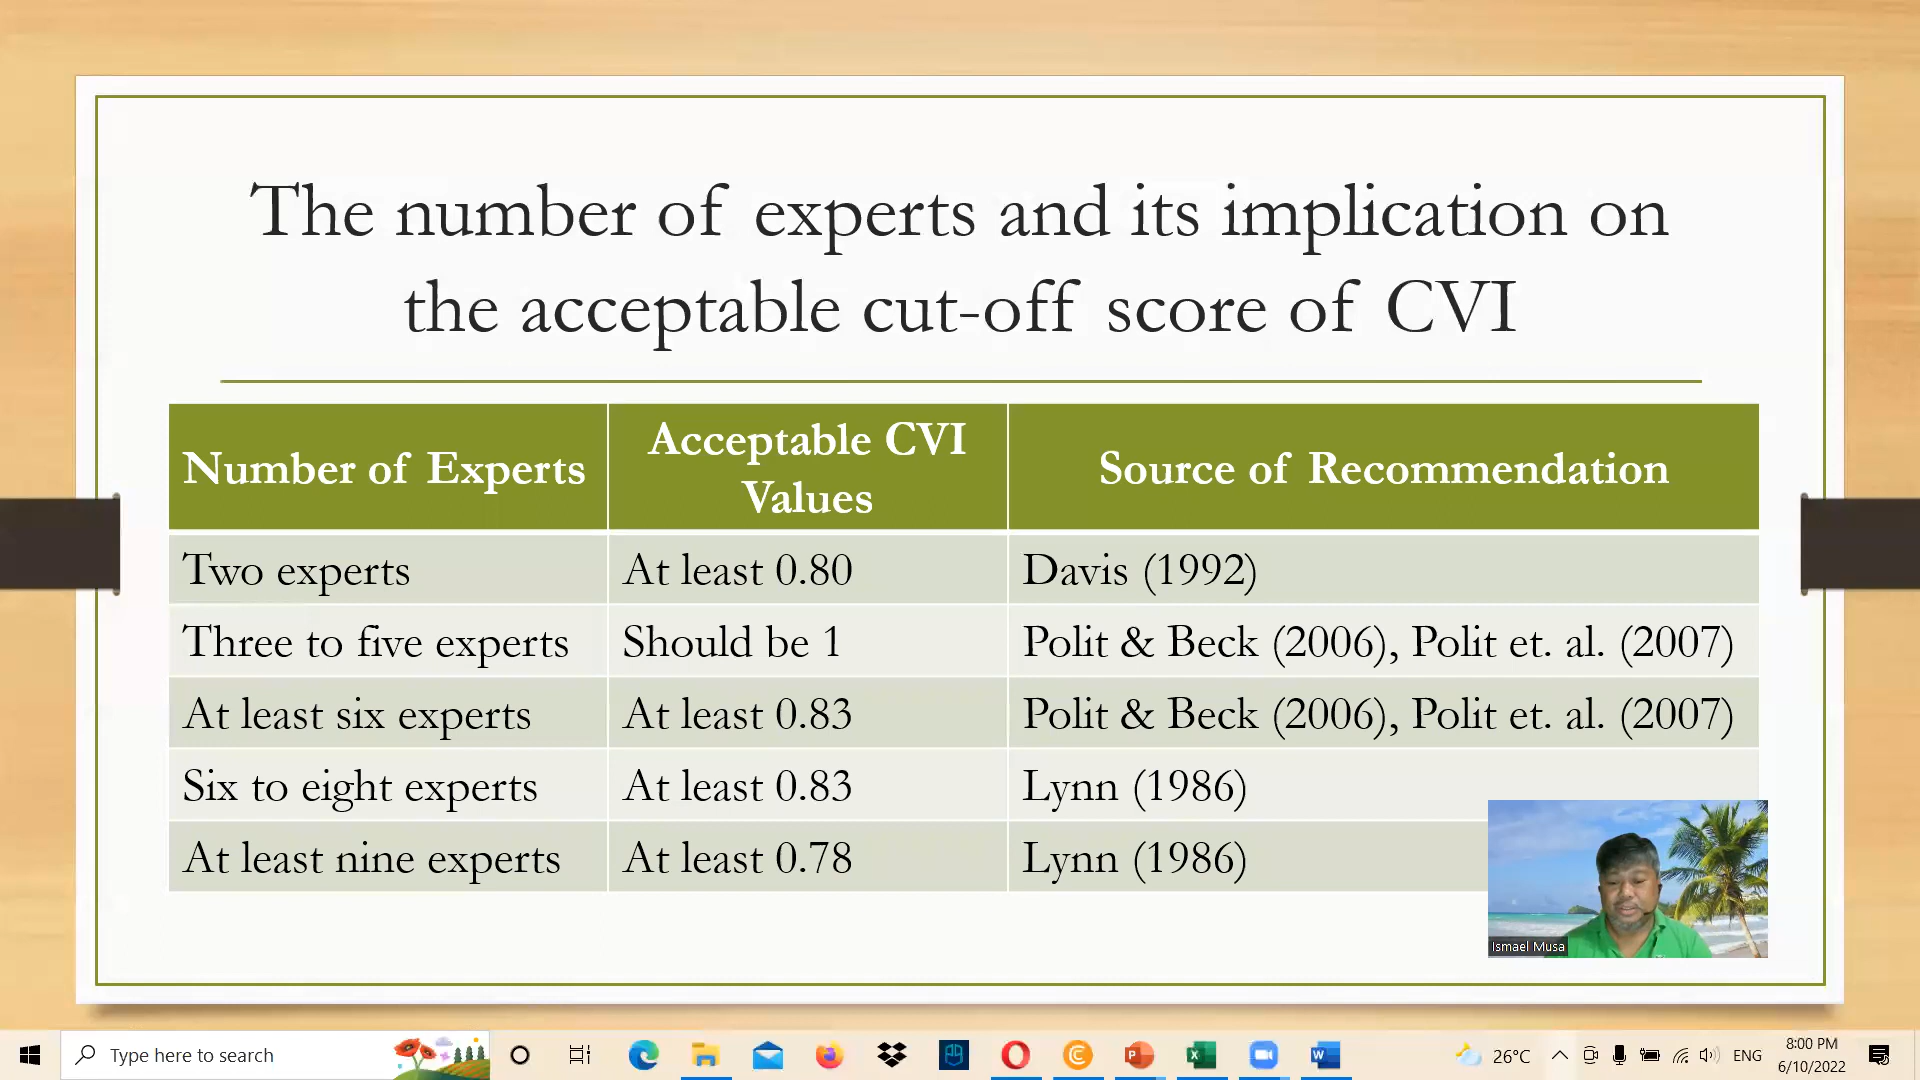 The number of experts and its implication on
the acceptable cut-off score of CVI
Number of Experts
Acceptable CVI
Values
Source of Recommendation
Two experts
At least 0.80
Davis (1992)
Three to five experts
Should be 1
Polit & Beck (2006), Polit et. al. (2007)
At least six experts
At least 0.83
Polit & Beck (2006), Polit et. al. (2007)
Six to eight experts
At least 0.83
Lynn (1986)
At least nine experts
At least 0.78
Lynn (1986)
Ismael Musa
Type here to search
26°C
ENG
8:00 PM
6/10/2022